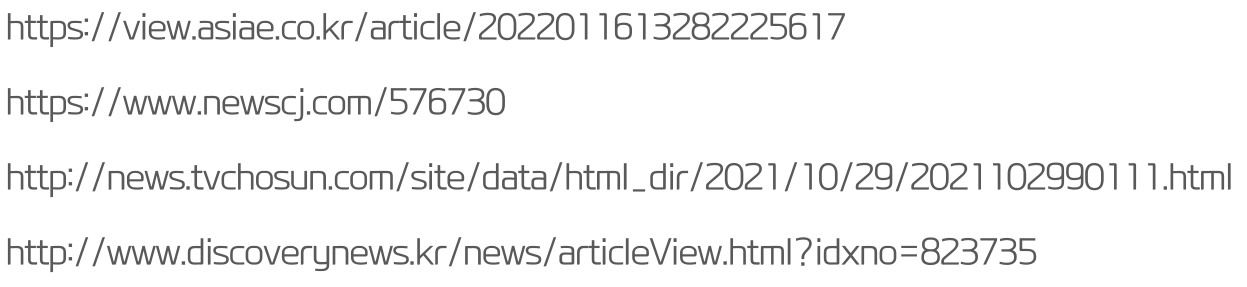 https://view.asiae.co.kr/article/2022011613282225617
https://www.newscj.com/576730
http://news.tvchosun.com/site/data/html_dir/2021/10/29/2021102990111.html
http://www.discoverynews.kr/news/articleView.html?idxno=823735